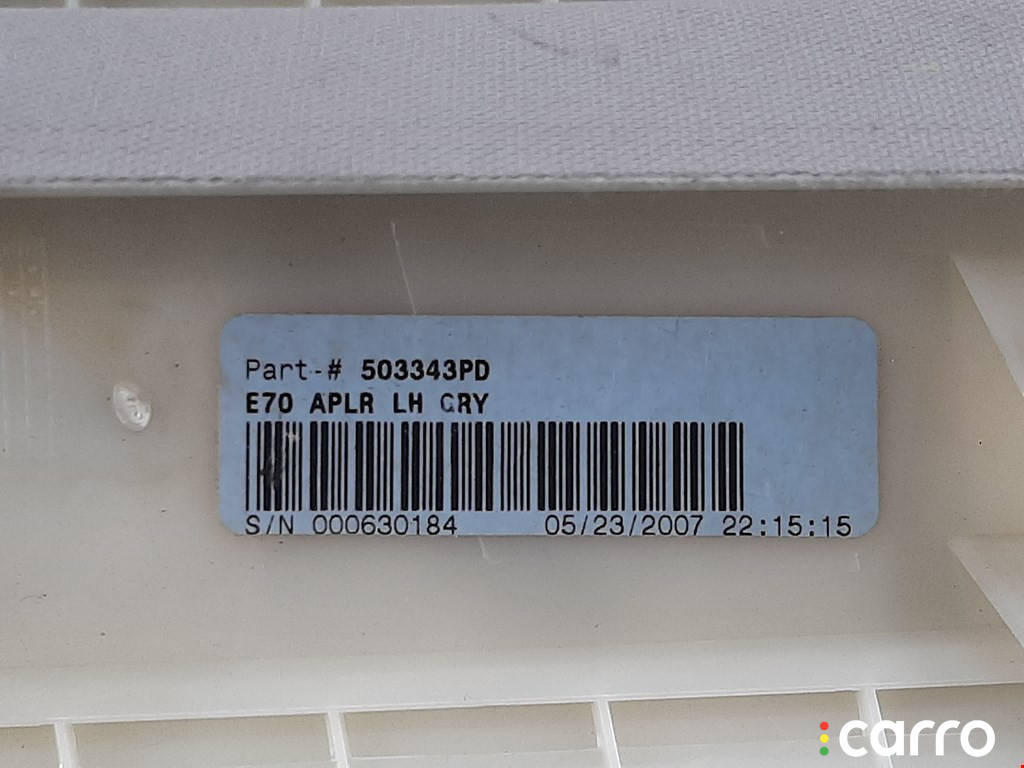 Part-# 503343PD
E70 APLR LH GRY
S/N 000630184 05/23/2007 22:15:15
carro